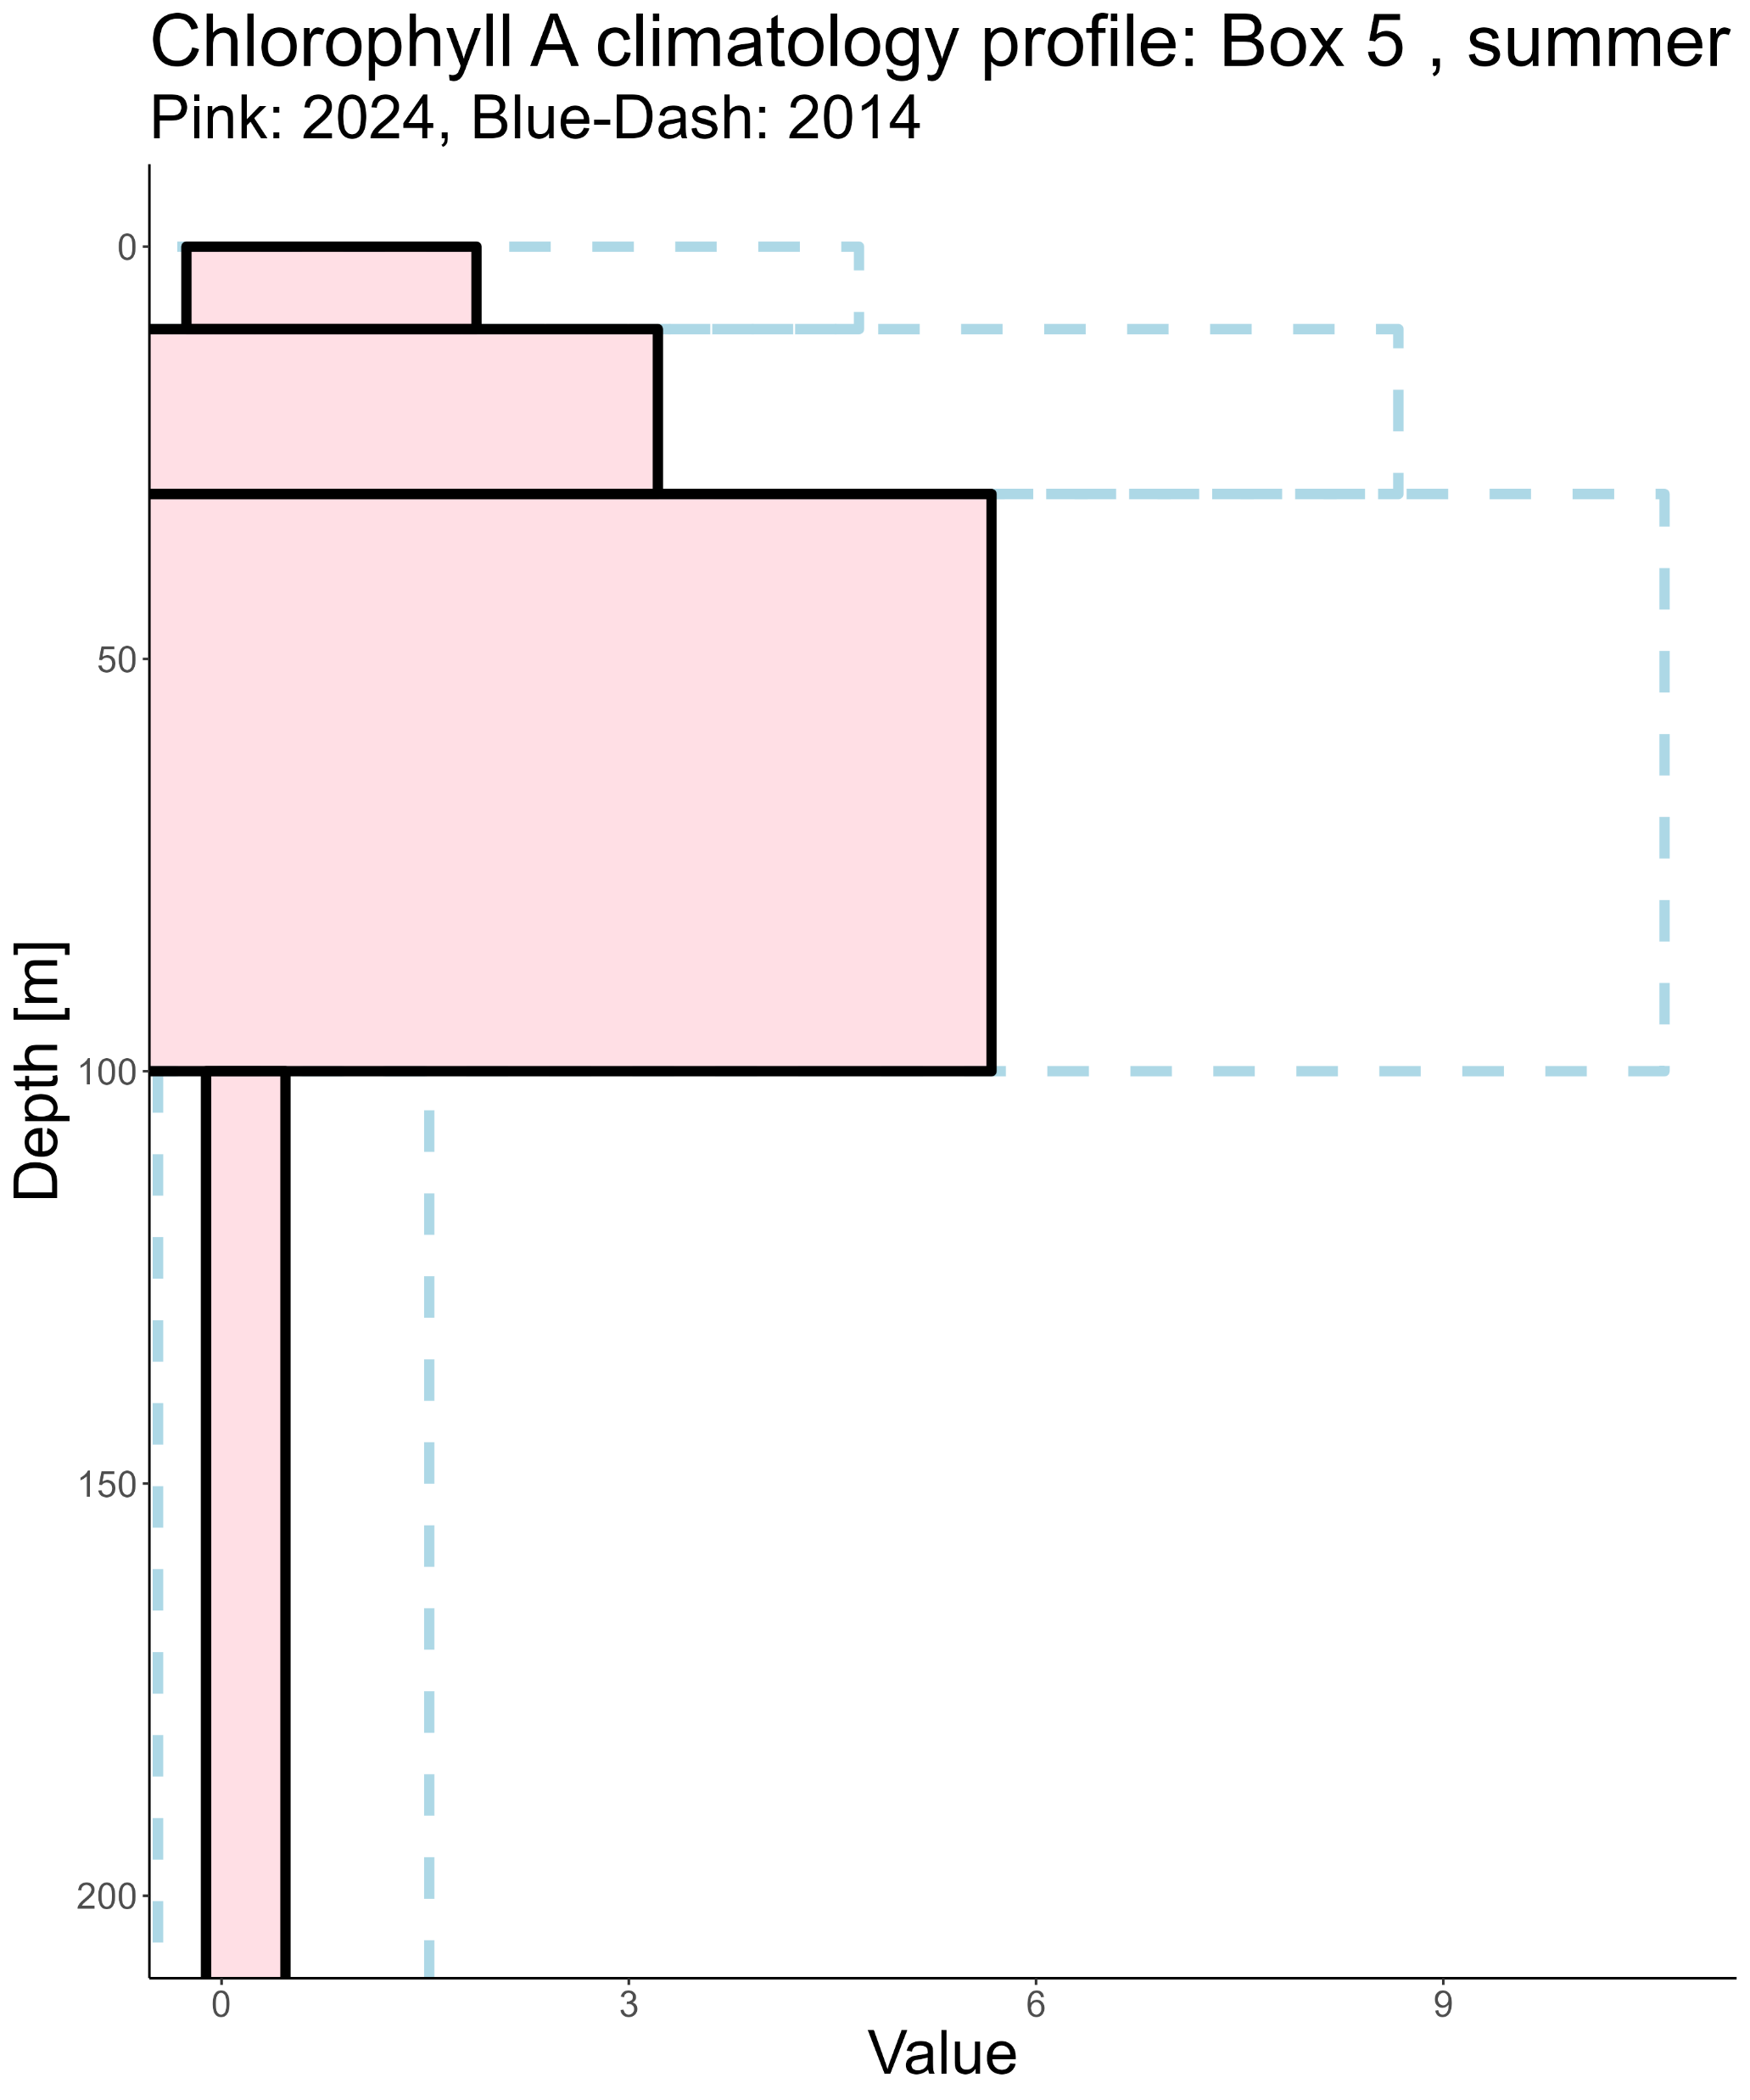 Chlorophyll A climatology profile: Box 5 , summer
Pink: 2024, Blue-Dash: 2014
0
50
100
150
200
Depth [m]
0 3 6 9
Value